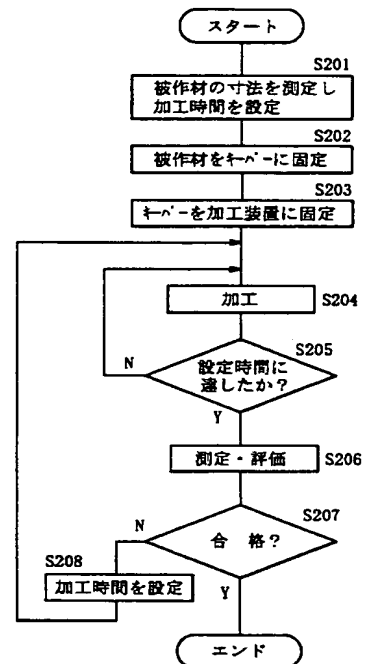 スタート
S201
被作材の寸法を測定し
加工時間を設定
S202
被作材をキーパーに固定
S203
キーパーを加工装置に固定
加工
S204
S205
設定時間に
達したか?
N
Y
測定・評価
S206
S207
合 格?
N
Y
S208
加工時間を設定
エンド